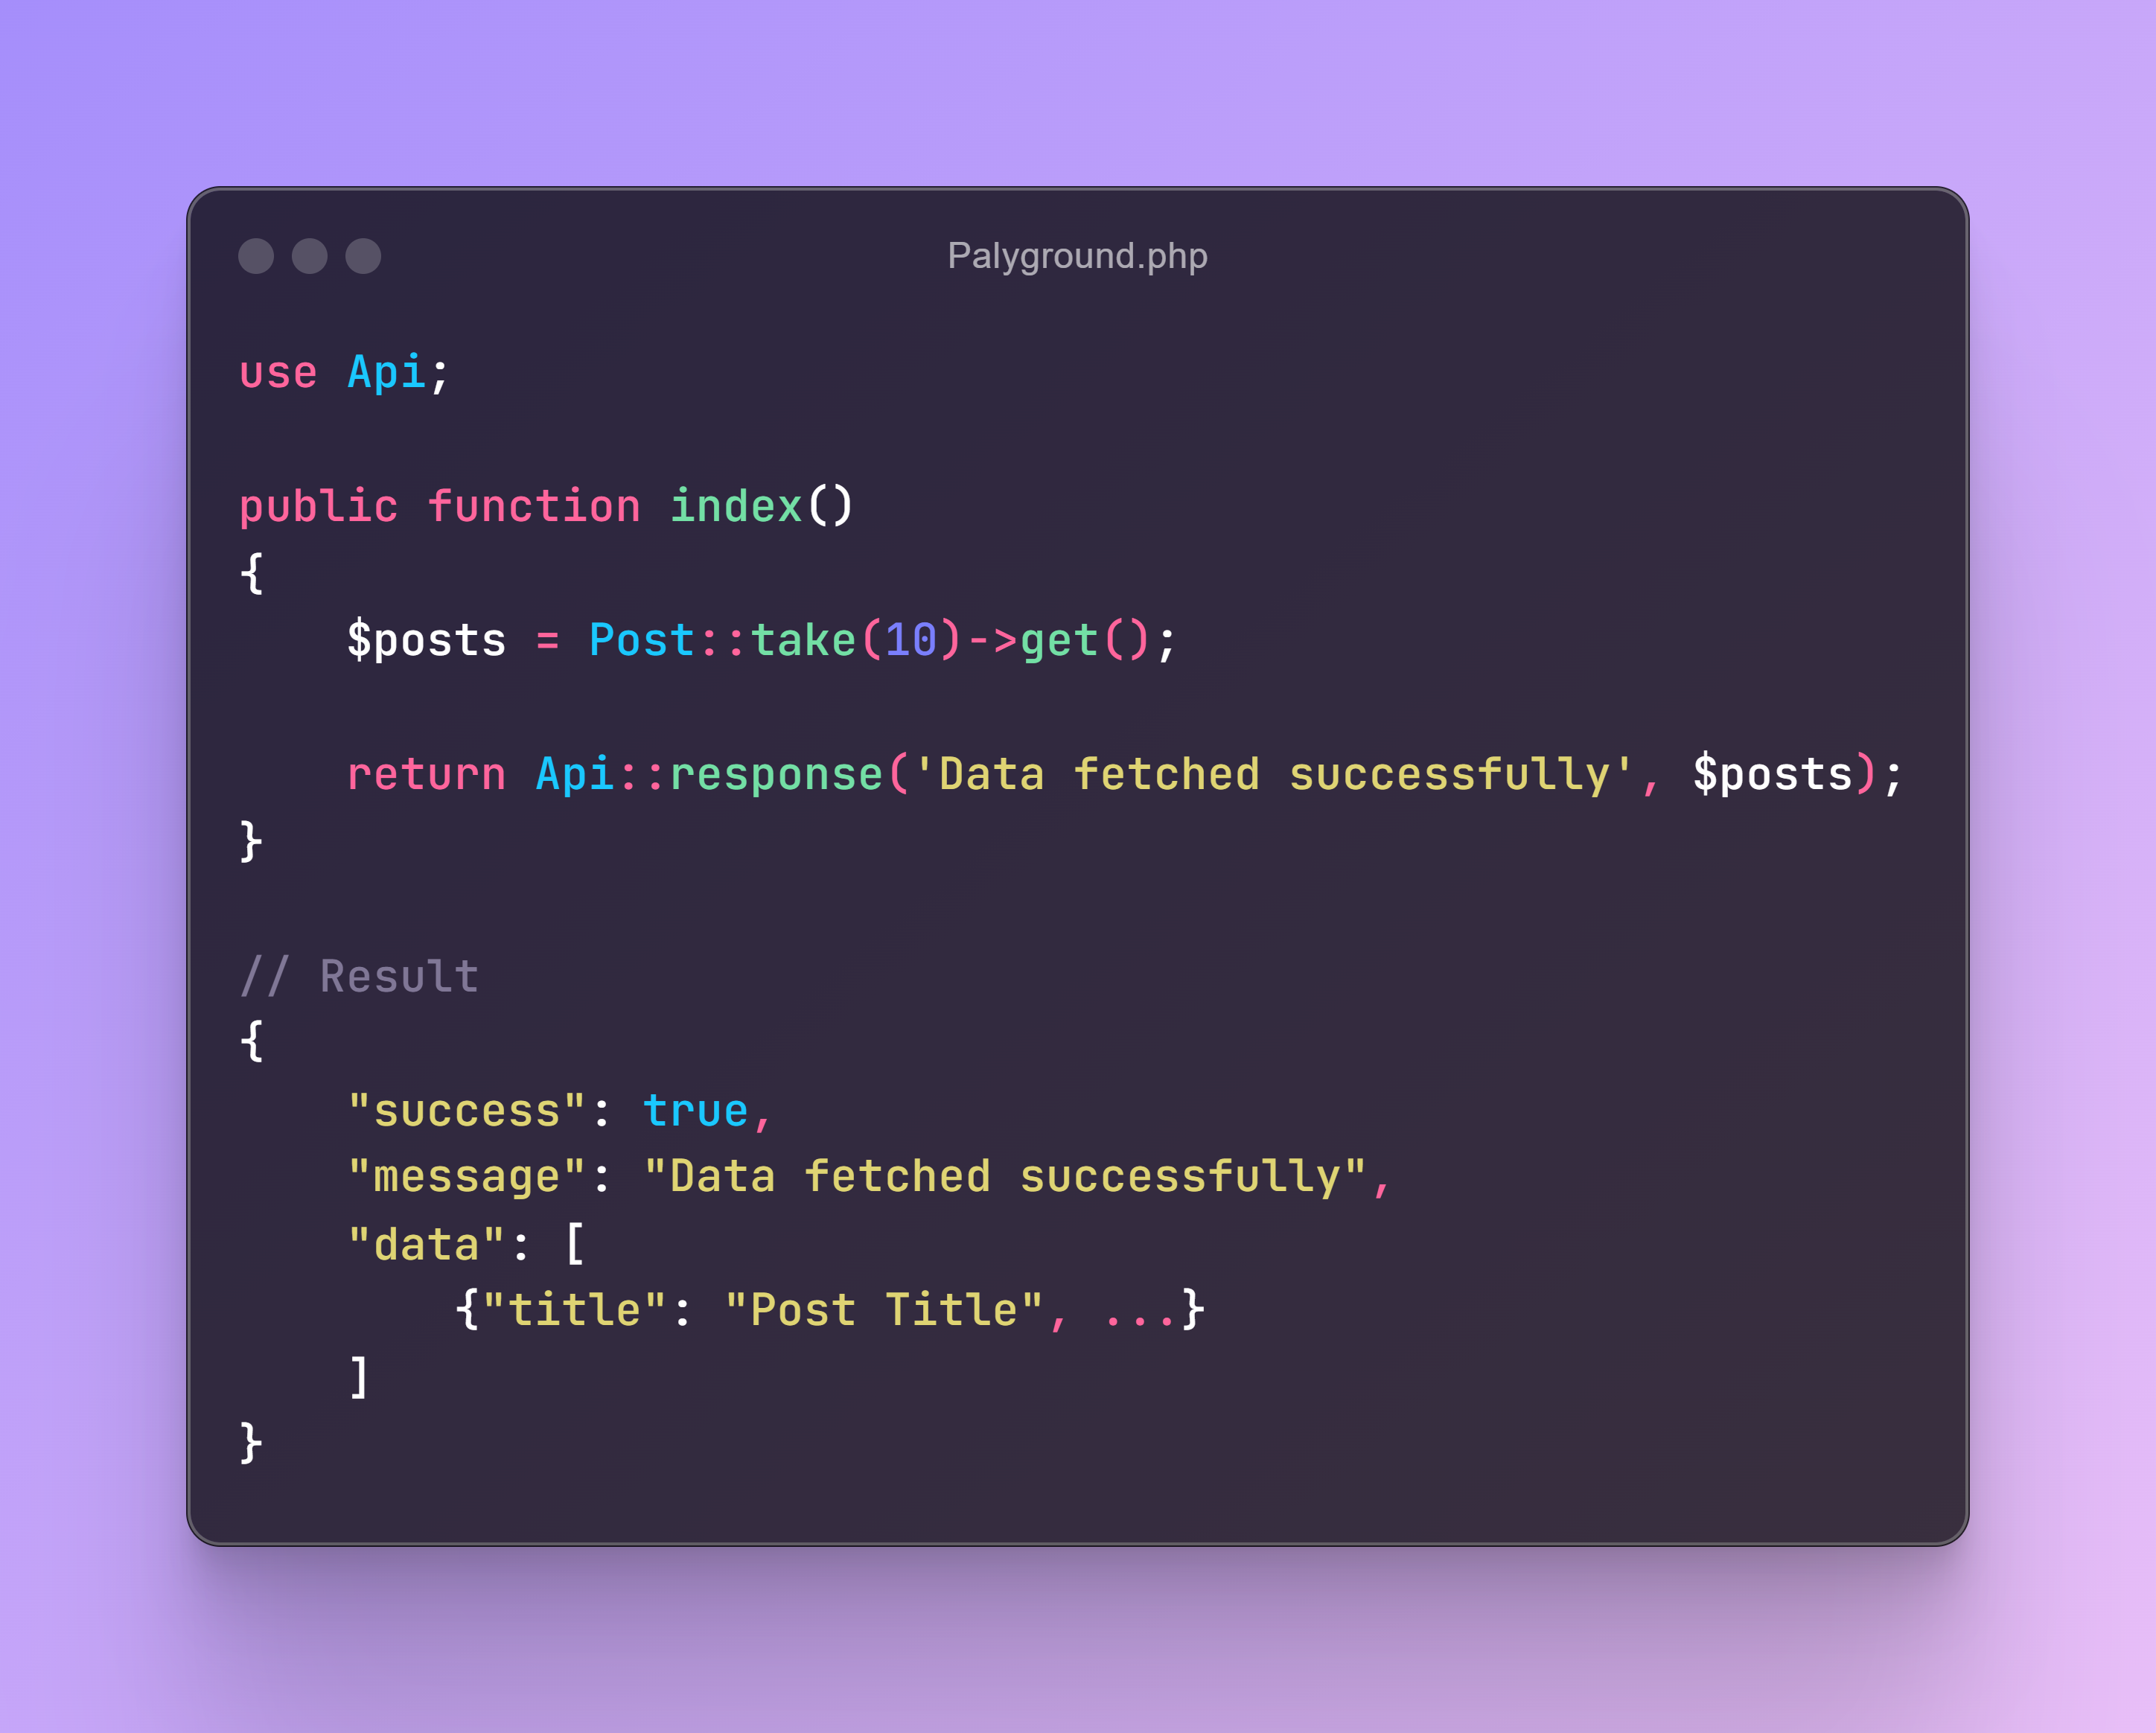 Palyground.php
use Api;
public function index()
{
    $posts = Post::take(10)->get();
    return Api::response('Data fetched successfully', $posts);
}
// Result
{
    "success": true,
    "message": "Data fetched successfully",
    "data": [
        {"title": "Post Title", ...}
    ]
}